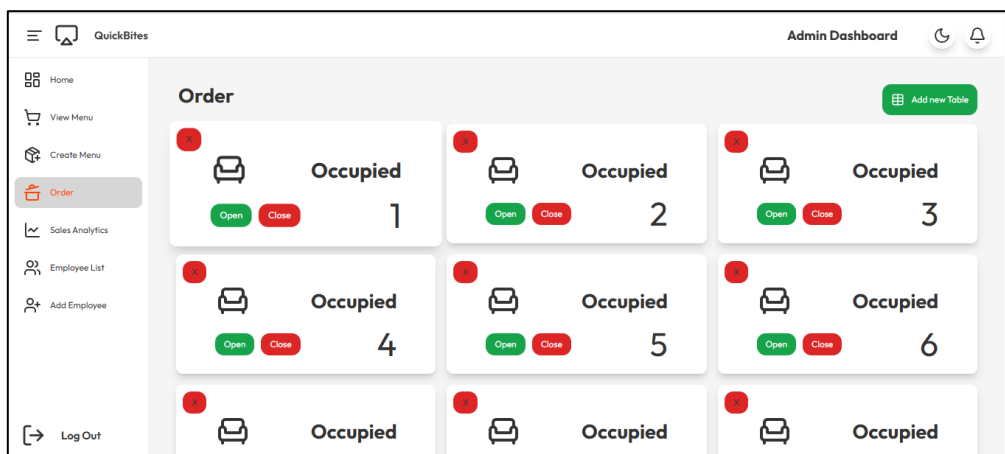 QuickBites
Admin Dashboard
Home
View Menu
Create Menu
Order
Sales Analytics
Employee List
Add Employee
Log Out
Order
Add new Table
X
Occupied
Open Close 1
X
Occupied
Open Close 2
X
Occupied
Open Close 3
X
Occupied
Open Close 4
X
Occupied
Open Close 5
X
Occupied
Open Close 6
X
Occupied
X
Occupied
X
Occupied